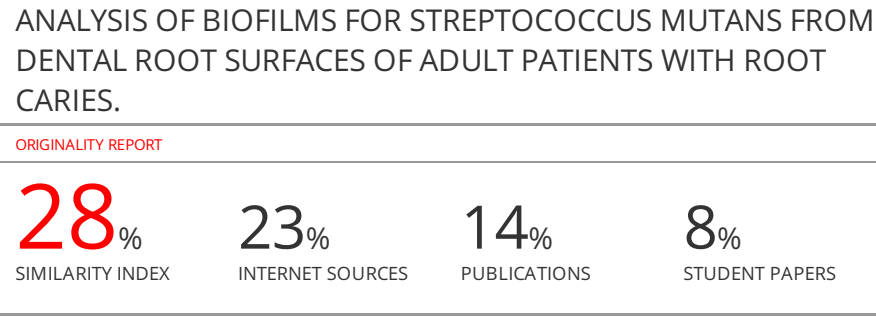 ANALYSIS OF BIOFILMS FOR STREPTOCOCCUS MUTANS FROM
DENTAL ROOT SURFACES OF ADULT PATIENTS WITH ROOT
CARIES.
ORIGINALITY REPORT
28% 23% 14% 8%
SIMILARITY INDEX INTERNET SOURCES PUBLICATIONS STUDENT PAPERS